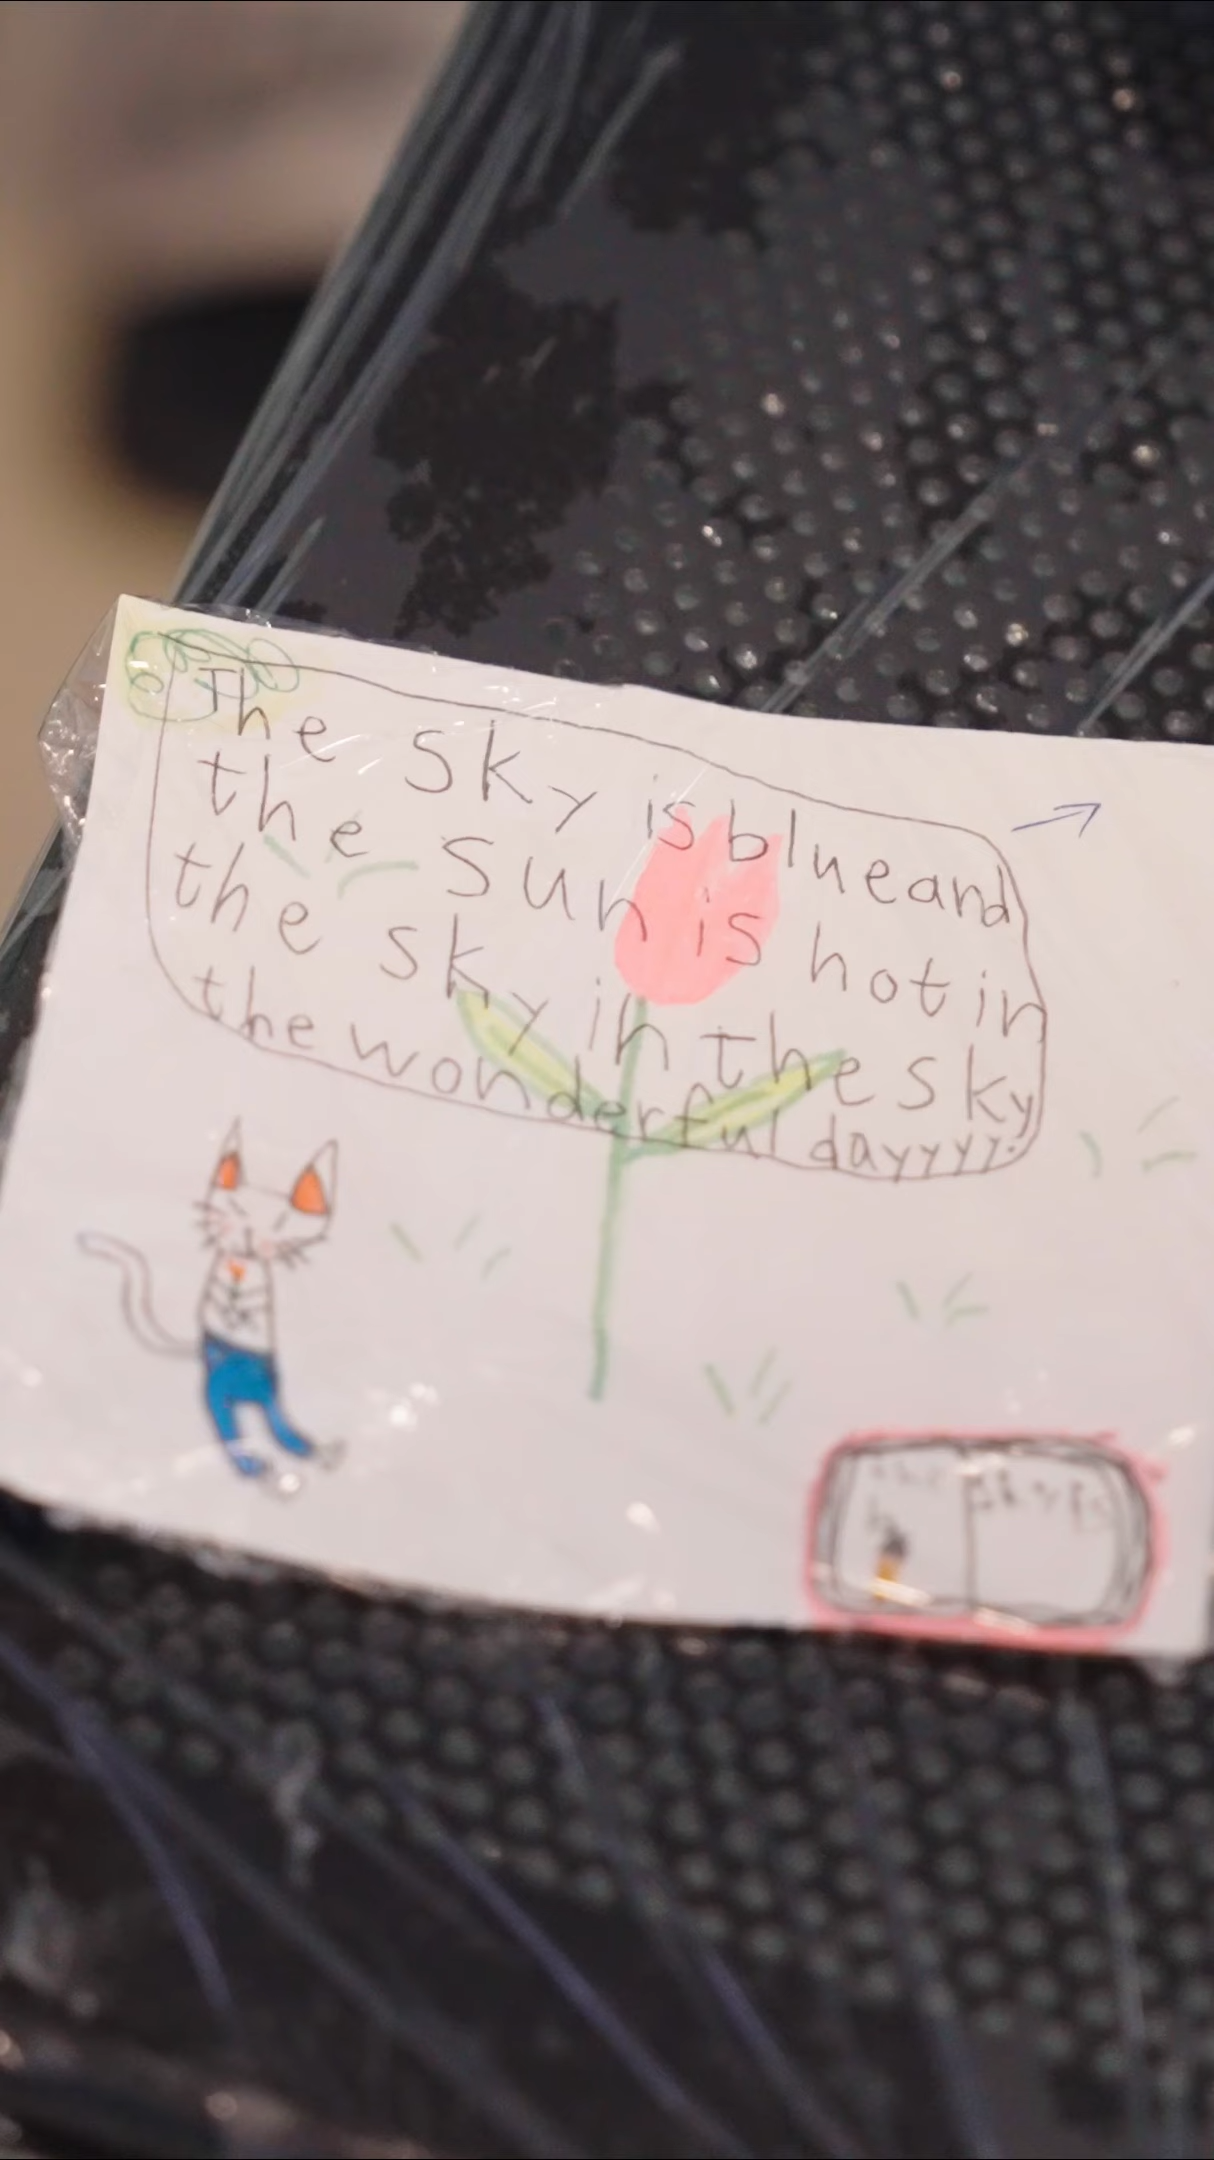 The sky is blue and
the sun is hot in
the sky in the sky
the wonderful dayyyy!